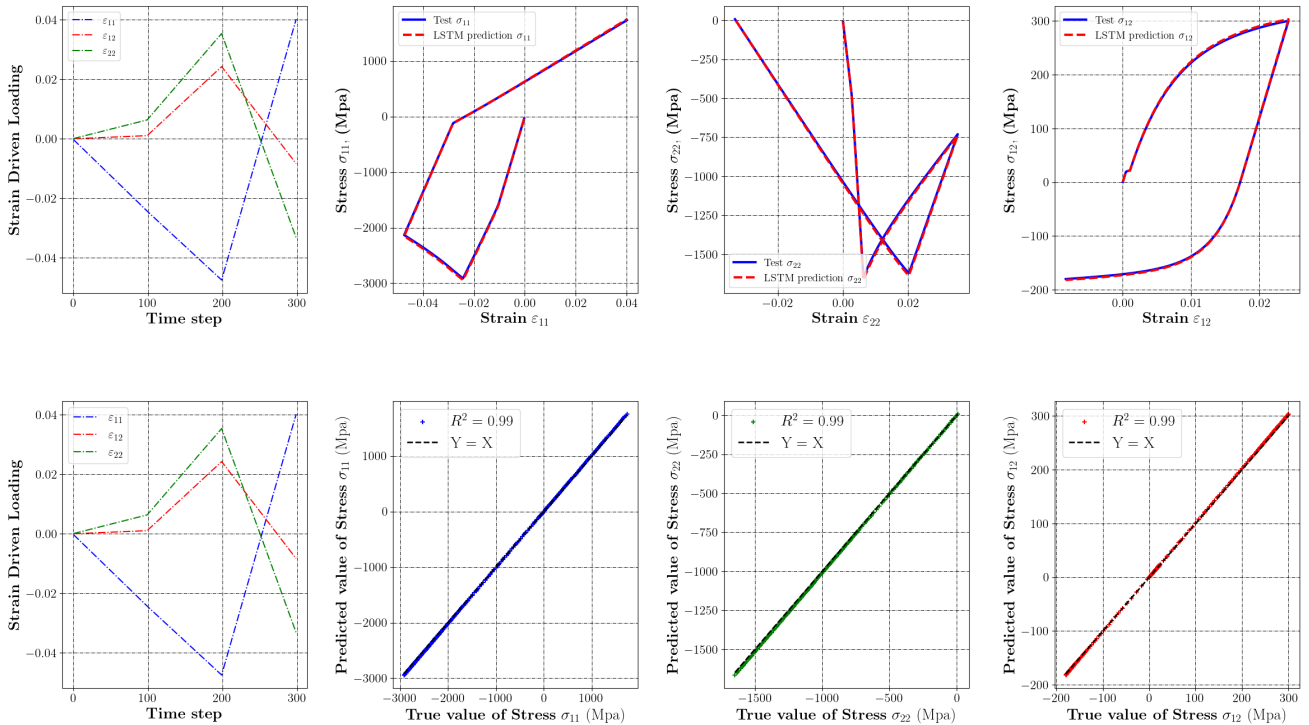 0.04
0.02
0.00
−0.02
−0.04
0
100
200
300
ε11
ε12
ε22
Strain Driven Loading
Time step
1000
0
−1000
−2000
−3000
−0.04
−0.02
0.00
0.02
0.04
Test σ11
LSTM prediction σ11
Stress σ11, (Mpa)
Strain ε11
0
−250
−500
−750
−1000
−1250
−1500
−0.02
0.00
0.02
Test σ22
LSTM prediction σ22
Stress σ22, (Mpa)
Strain ε22
300
200
100
0
−100
−200
0.00
0.01
0.02
Test σ12
LSTM prediction σ12
Stress σ12, (Mpa)
Strain ε12
0.04
0.02
0.00
−0.02
−0.04
0
100
200
300
ε11
ε12
ε22
Strain Driven Loading
Time step
1000
0
−1000
−2000
−3000
−3000
−2000
−1000
0
1000
R² = 0.99
Y = X
Predicted value of Stress σ11 (Mpa)
True value of Stress σ11 (Mpa)
0
−250
−500
−750
−1000
−1250
−1500
−1500
−1000
−500
0
R² = 0.99
Y = X
Predicted value of Stress σ22 (Mpa)
True value of Stress σ22 (Mpa)
300
200
100
0
−100
−200
−200
−100
0
100
200
300
R² = 0.99
Y = X
Predicted value of Stress σ12 (Mpa)
True value of Stress σ12 (Mpa)